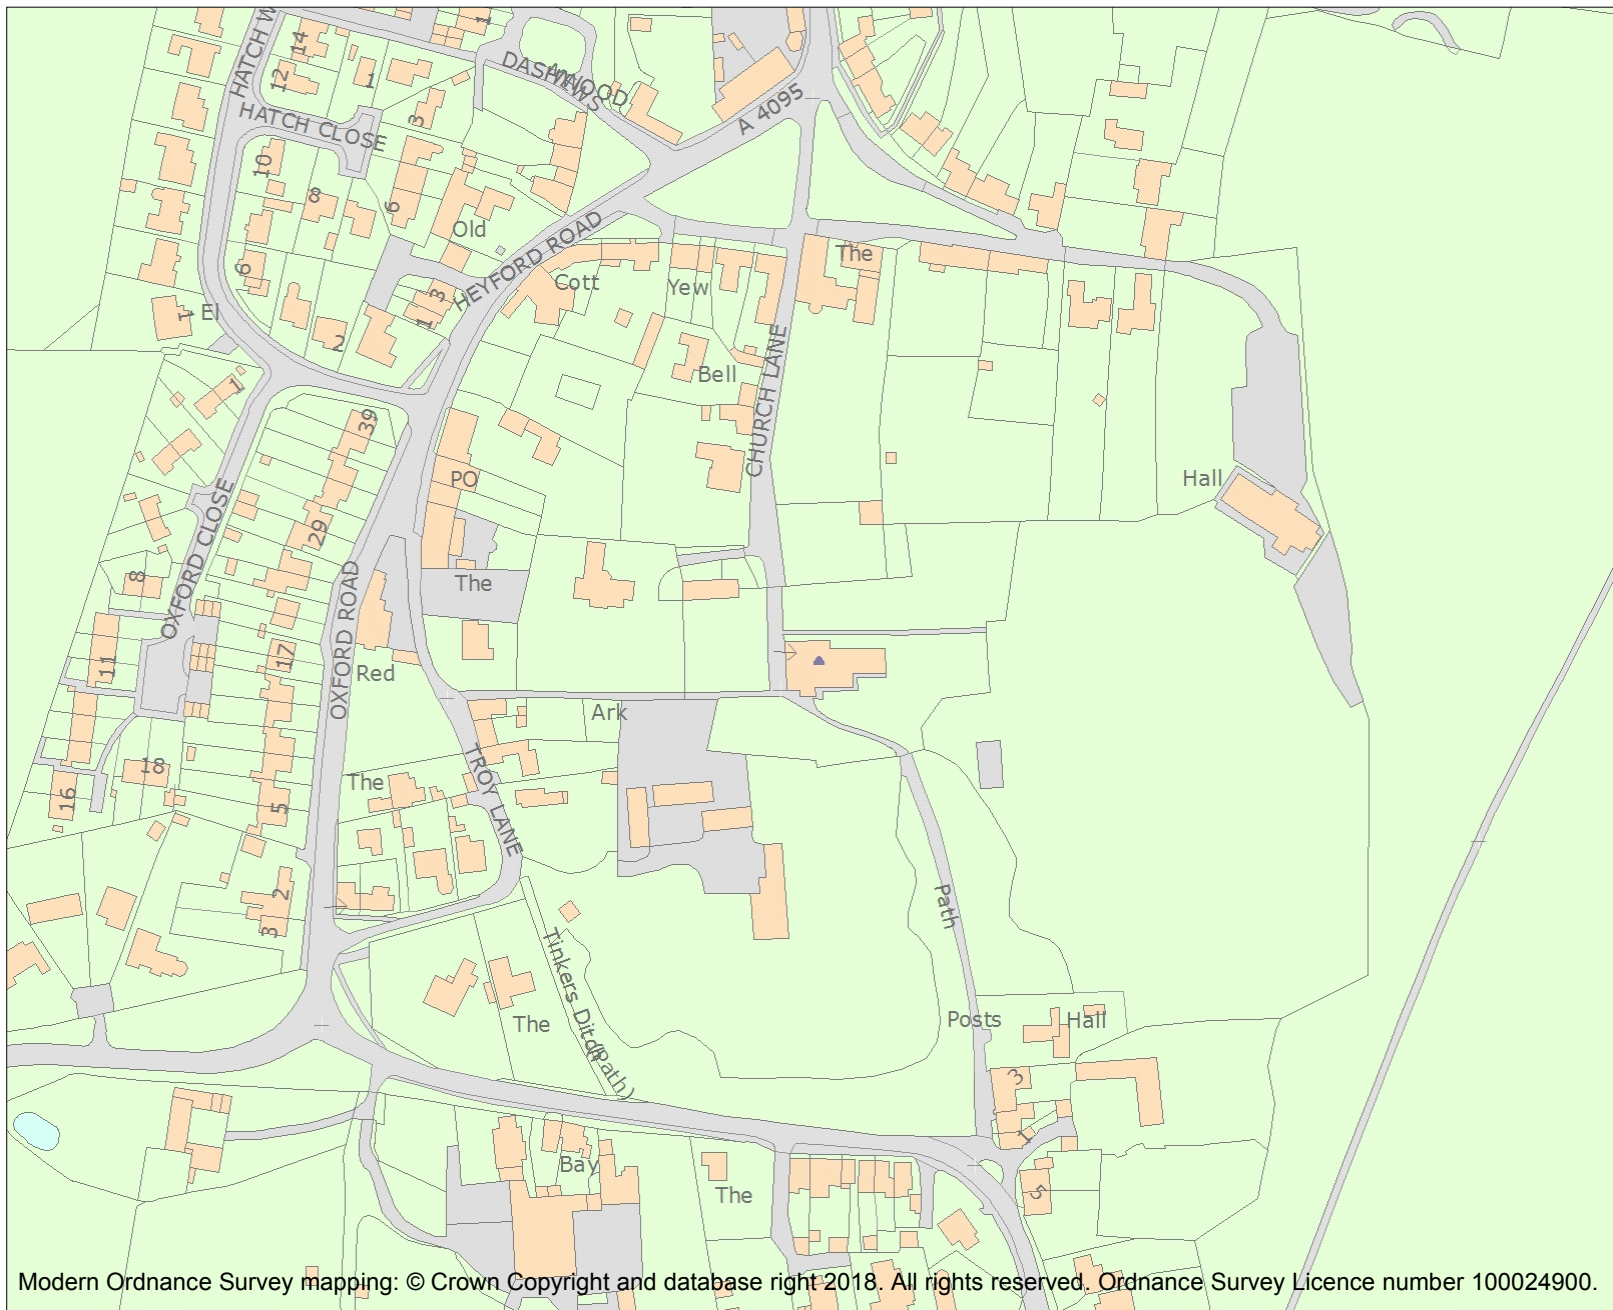 HATCH W
14
1
12
1
DASHWOOD
MEWS
A 4095
HATCH CLOSE
3
10
8
6
Old
HEYFORD ROAD
The
6
3
Cott
Yew
1
El
1
2
CHURCH LANE
Bell
1
39
PO
Hall
OXFORD CLOSE
29
8
The
OXFORD ROAD
11
17
Red
Ark
TROY LANE
18
The
16
5
2
3
Path
Tinkers Ditch
(Path)
The
Posts
Hall
3
1
Bay
The
5
Modern Ordnance Survey mapping: © Crown Copyright and database right 2018. All rights reserved. Ordnance Survey Licence number 100024900.